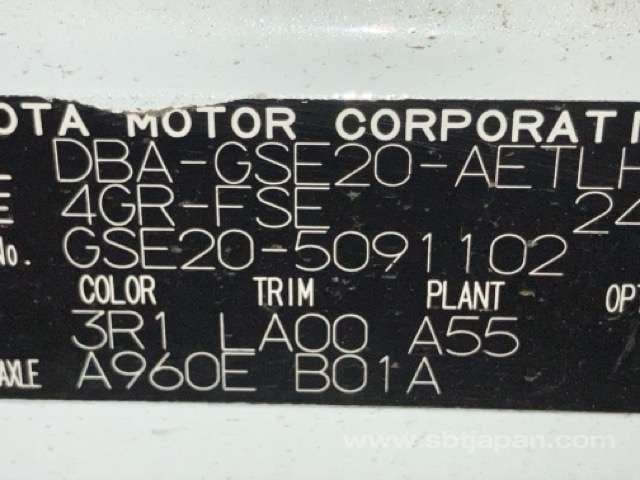 OTA MOTOR CORPORATI
L DBA-GSE20-AETLH
E 4GR-FSE 24
No. GSE20-5091102
COLOR TRIM PLANT OPT
3R1 LA00 A55
AXLE A960E B01A
www.sbtjapan.com